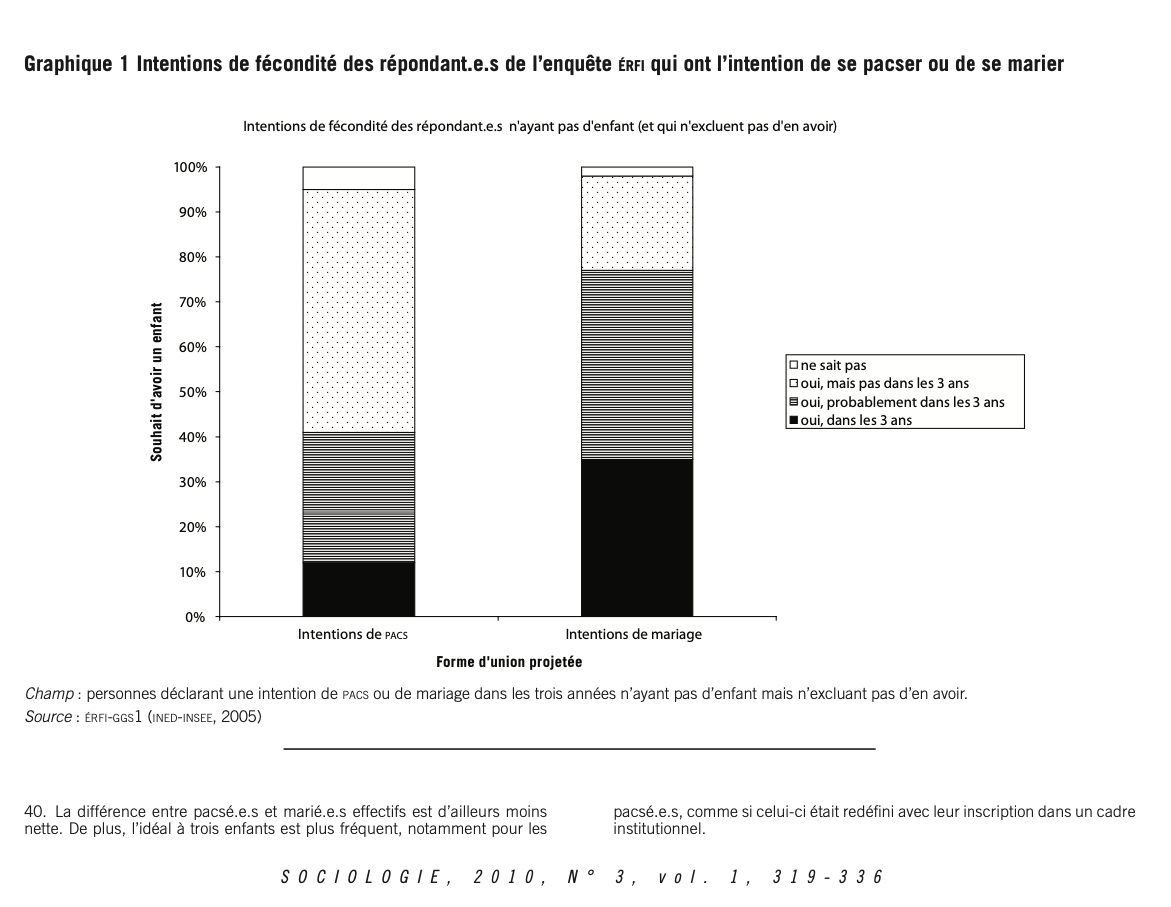 Graphique 1 Intentions de fécondité des répondant.e.s de l'enquête ÉRFI qui ont l'intention de se pacser ou de se marier
Intentions de fécondité des répondant.e.s n'ayant pas d'enfant (et qui n'excluent pas d'en avoir)
100%
90%
80%
70%
60%
50%
40%
30%
20%
10%
0%
Souhait d'avoir un enfant
Intentions de PACS
Intentions de mariage
Forme d'union projetée
ne sait pas
oui, mais pas dans les 3 ans
oui, probablement dans les 3 ans
oui, dans les 3 ans
Champ : personnes déclarant une intention de PACS ou de mariage dans les trois années n'ayant pas d'enfant mais n'excluant pas d'en avoir.
Source : ÉRFI-GGS1 (INED-INSEE, 2005)
40. La différence entre pacsé.e.s et marié.e.s effectifs est d'ailleurs moins
nette. De plus, l'idéal à trois enfants est plus fréquent, notamment pour les
pacsé.e.s, comme si celui-ci était redéfini avec leur inscription dans un cadre
institutionnel.
SOCIOLOGIE, 2010, N° 3, vol. 1, 319-336